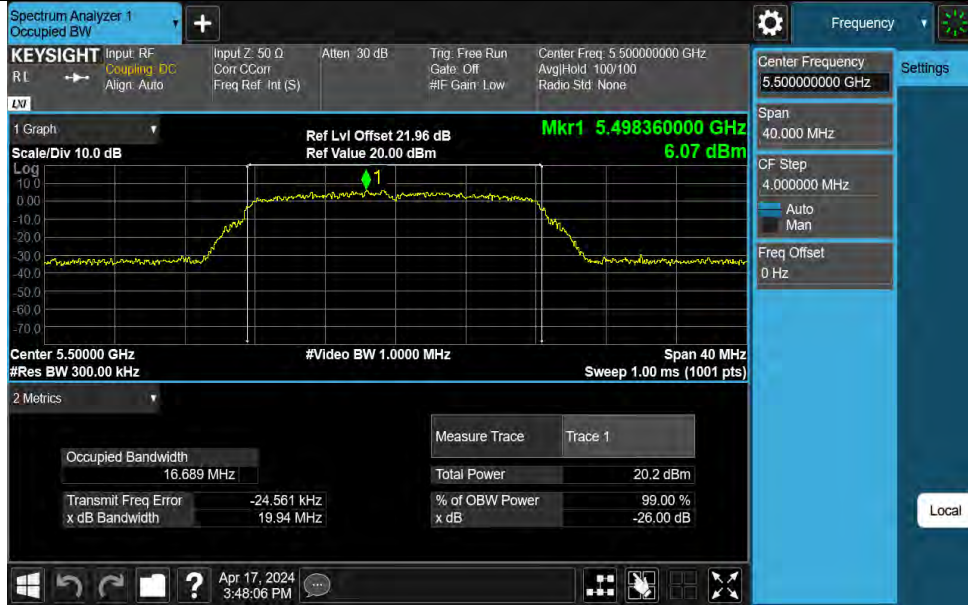 Spectrum Analyzer 1
Occupied BW
+
Frequency
KEYSIGHT
RL
LXI
Input: RF
Coupling: DC
Align: Auto
Input Z: 50 Ω
Corr CCorr
Freq Ref: Int (S)
Atten: 30 dB
Trig: Free Run
Gate: Off
#IF Gain: Low
Center Freq: 5.500000000 GHz
Avg|Hold: 100/100
Radio Std: None
Center Frequency
5.500000000 GHz
Settings
Span
40.000 MHz
CF Step
4.000000 MHz
Auto
Man
Freq Offset
0 Hz
Local
1 Graph
Scale/Div 10.0 dB
Ref Lvl Offset 21.96 dB
Ref Value 20.00 dBm
Mkr1 5.498360000 GHz
6.07 dBm
Log
10.0
0.00
-10.0
-20.0
-30.0
-40.0
-50.0
-60.0
-70.0
1
Center 5.50000 GHz
#Res BW 300.00 kHz
#Video BW 1.0000 MHz
Span 40 MHz
Sweep 1.00 ms (1001 pts)
2 Metrics
Measure Trace Trace 1
Occupied Bandwidth
16.689 MHz
Total Power 20.2 dBm
Transmit Freq Error -24.561 kHz
% of OBW Power 99.00 %
x dB Bandwidth 19.94 MHz
x dB -26.00 dB
?
Apr 17, 2024
3:48:06 PM